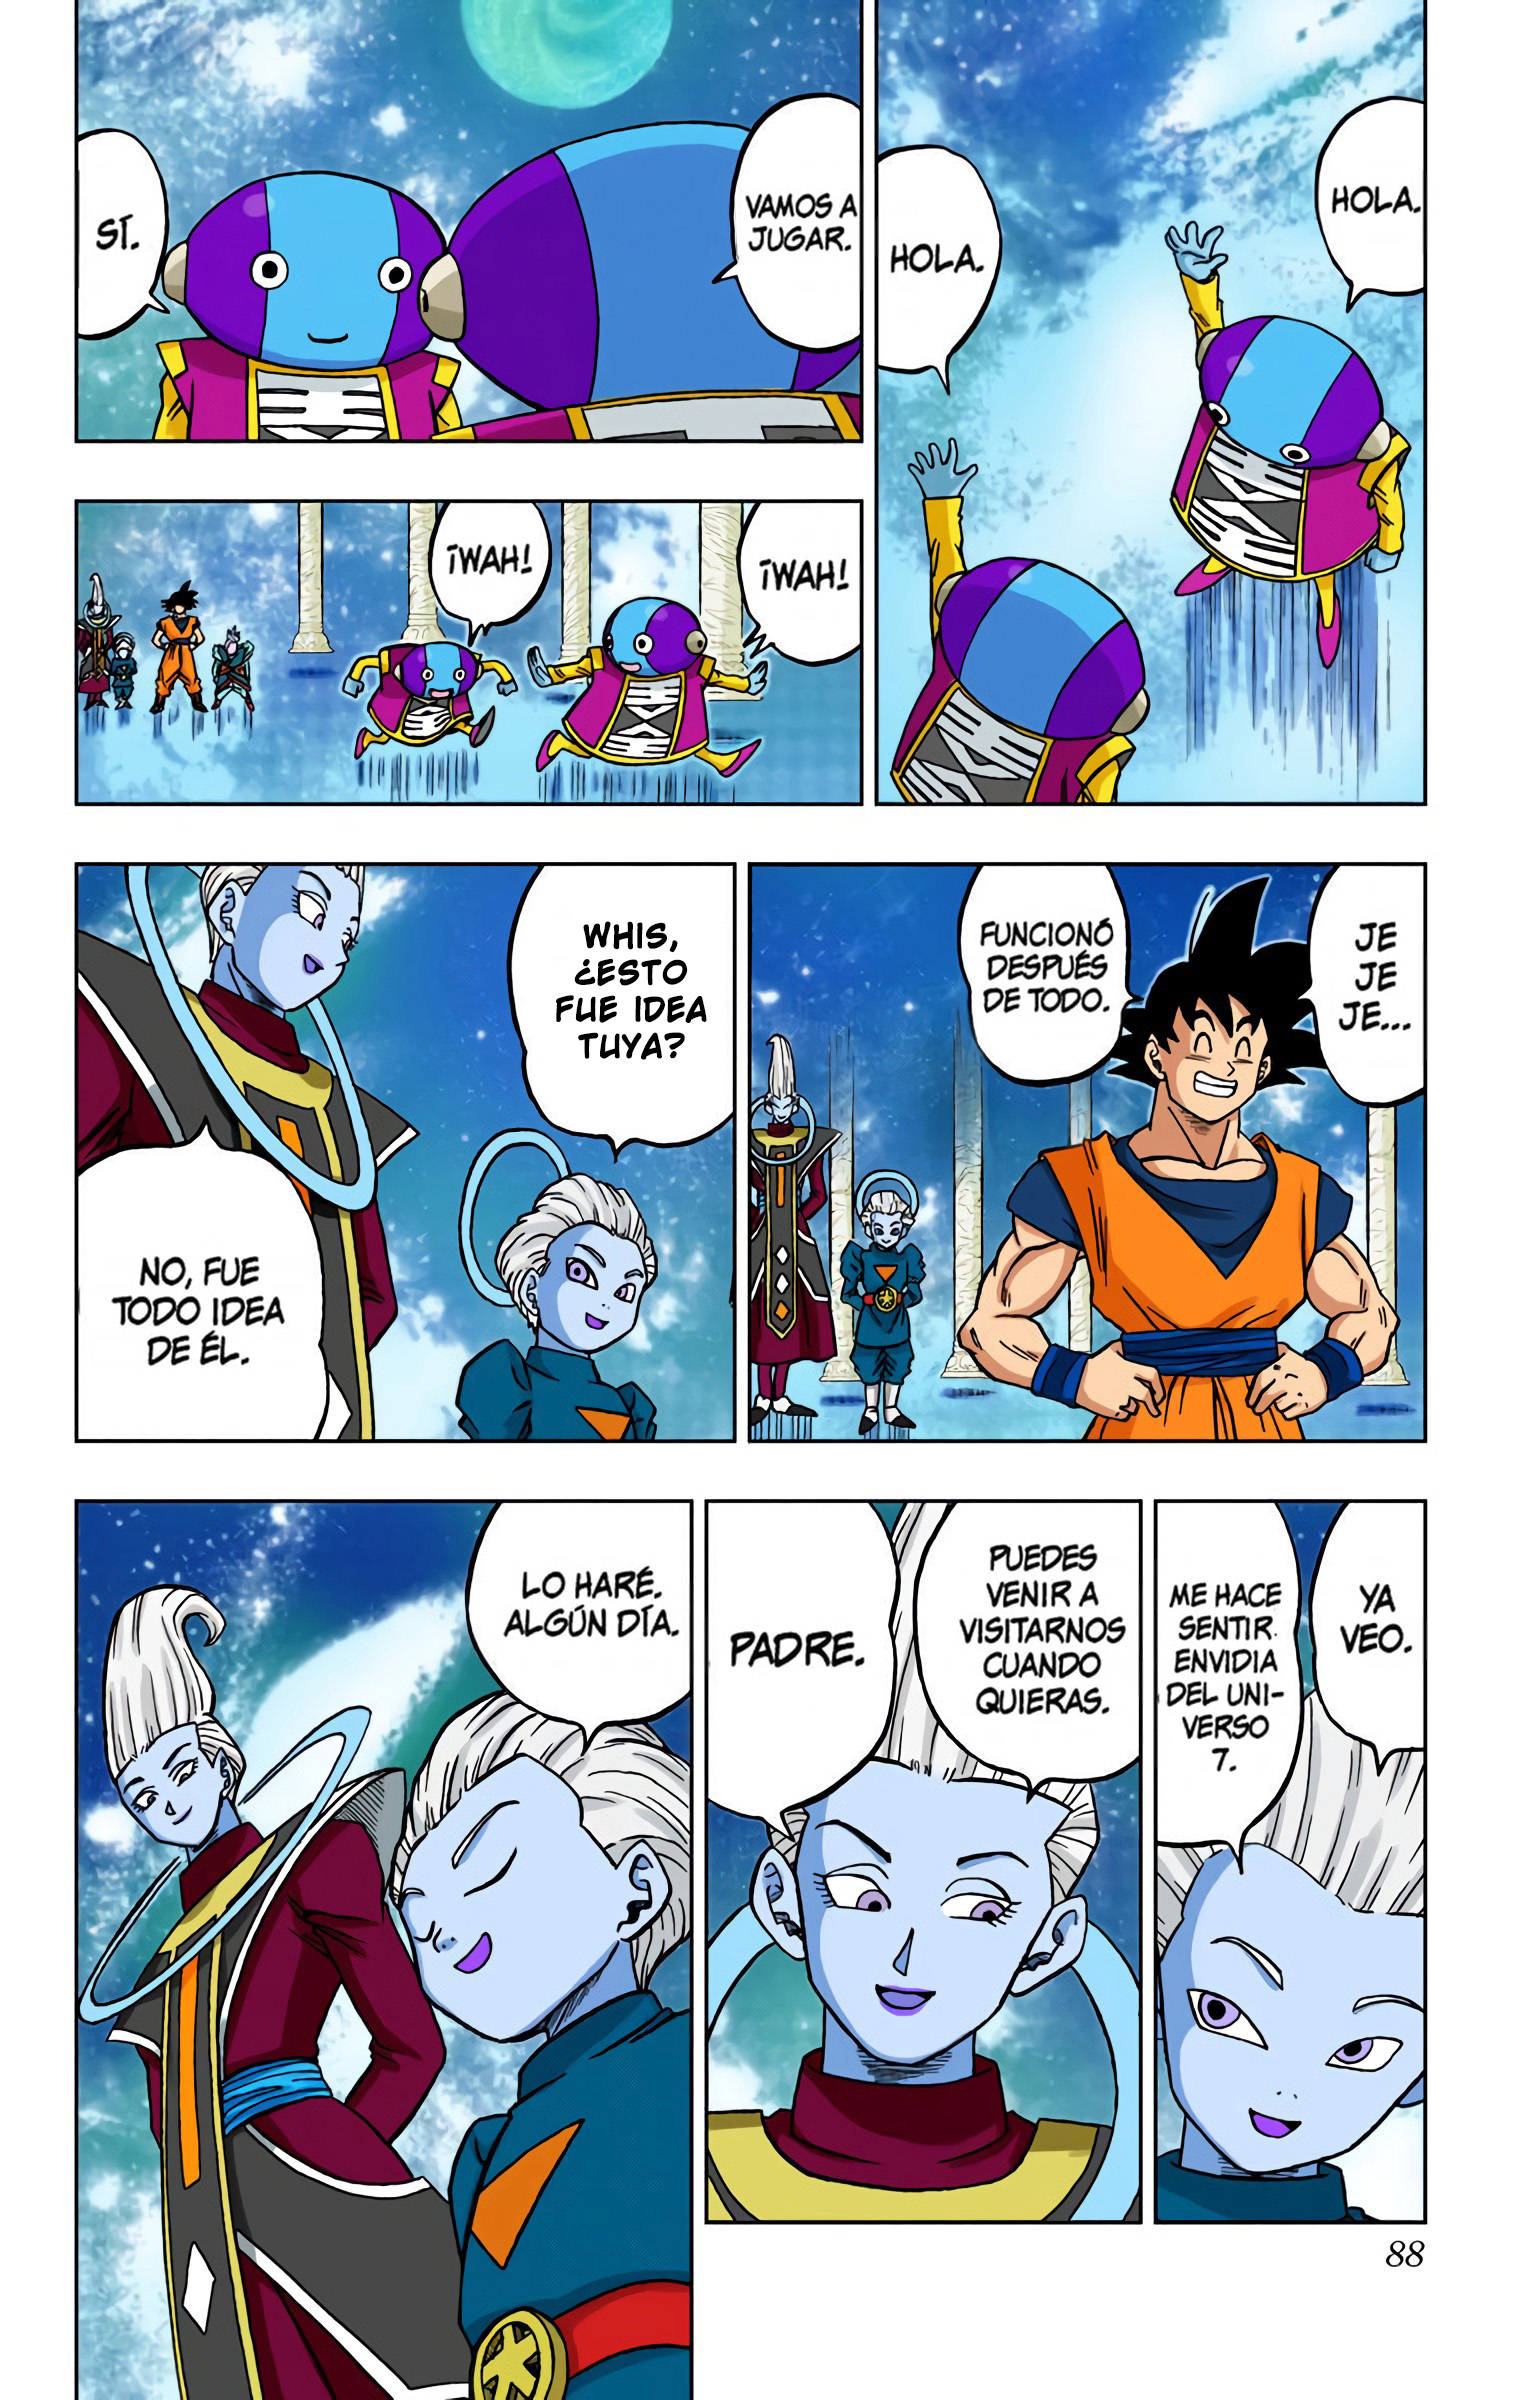 HOLA.
HOLA.
VAMOS A
JUGAR.
SÍ.
¡WAH!
¡WAH!
JE
JE
JE...
FUNCIONÓ
DESPUÉS
DE TODO.
WHIS,
¿ESTO
FUE IDEA
TUYA?
NO, FUE
TODO IDEA
DE ÉL.
YA
VEO.
ME HACE
SENTIR
ENVIDIA
DEL UNI-
VERSO
7.
PUEDES
VENIR A
VISITARNOS
CUANDO
QUIERAS.
PADRE.
LO HARÉ.
ALGÚN DÍA.
88